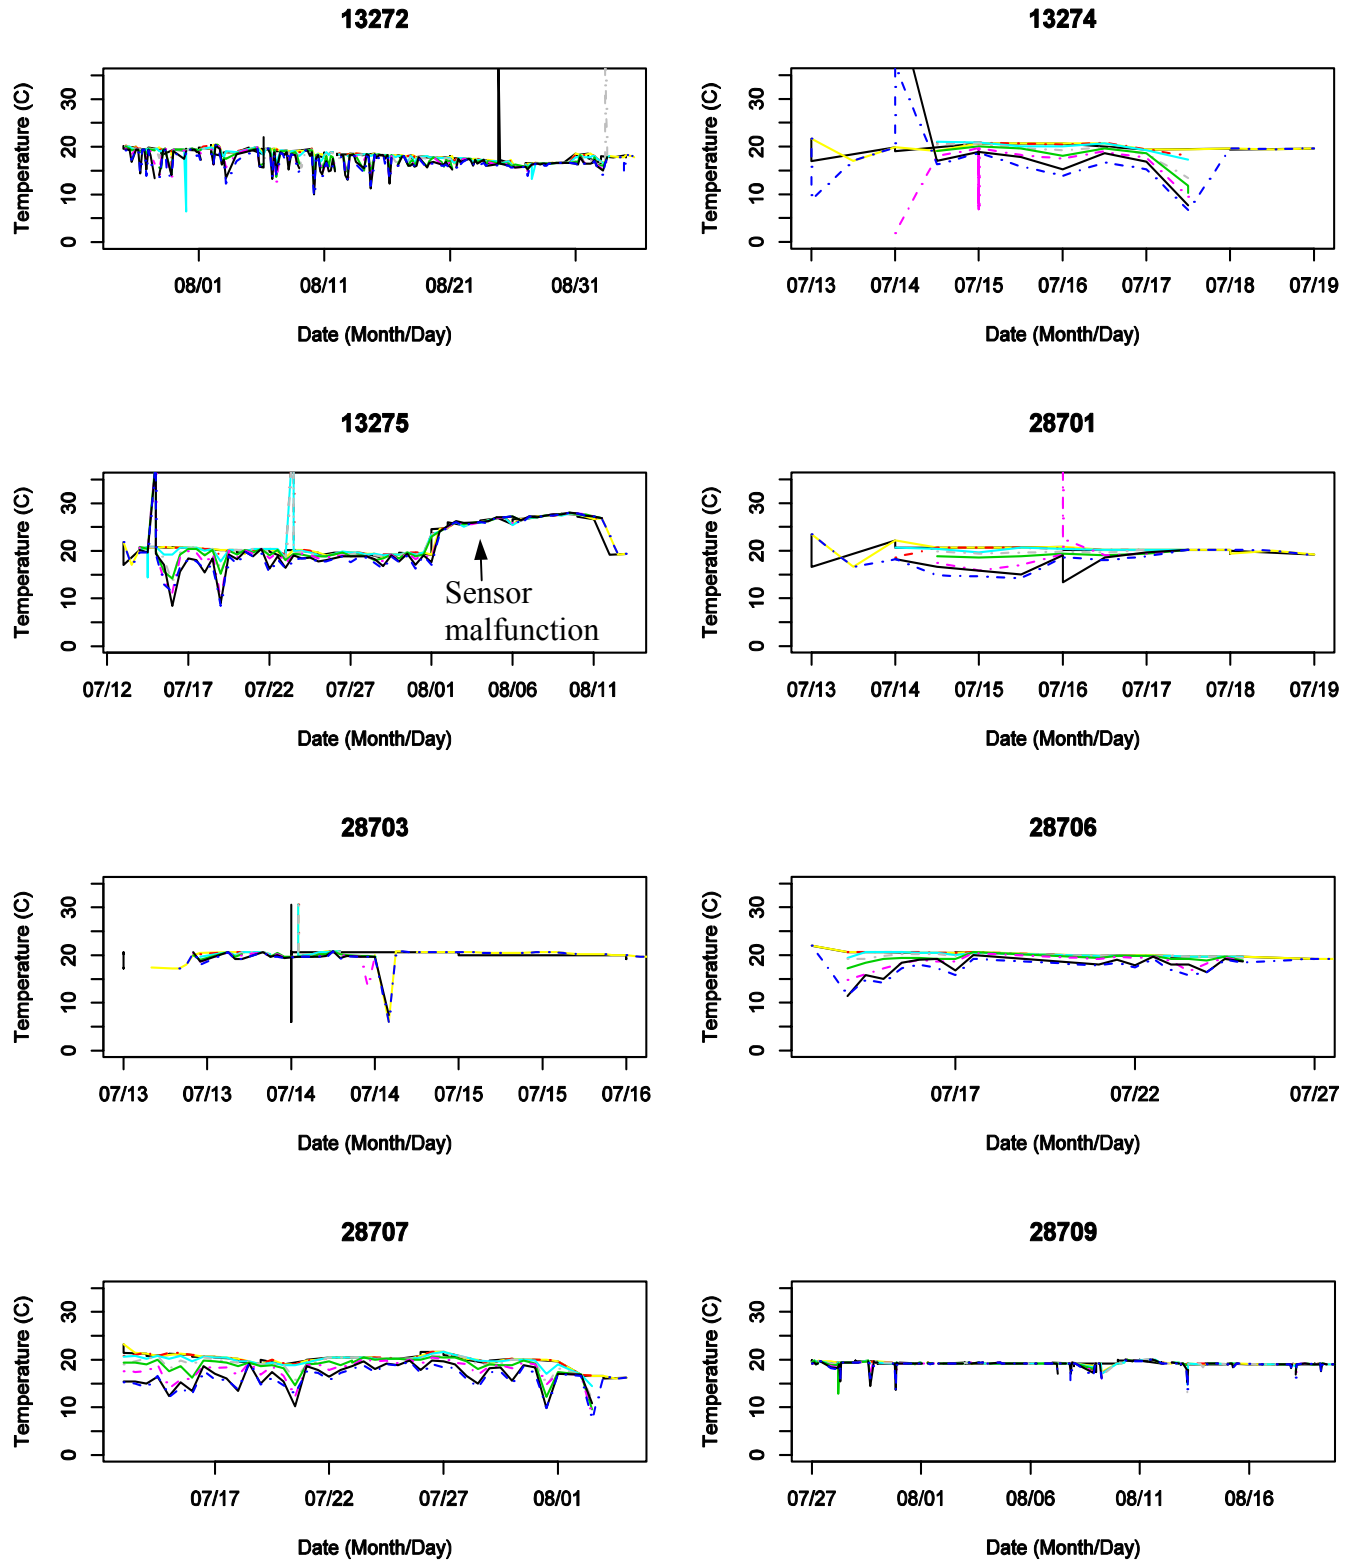 13272
Temperature (C)
0 10 20 30
08/01 08/11 08/21 08/31
Date (Month/Day)
13274
Temperature (C)
0 10 20 30
07/13 07/14 07/15 07/16 07/17 07/18 07/19
Date (Month/Day)
13275
Temperature (C)
0 10 20 30
Sensor
malfunction
07/12 07/17 07/22 07/27 08/01 08/06 08/11
Date (Month/Day)
28701
Temperature (C)
0 10 20 30
07/13 07/14 07/15 07/16 07/17 07/18 07/19
Date (Month/Day)
28703
Temperature (C)
0 10 20 30
07/13 07/13 07/14 07/14 07/15 07/15 07/16
Date (Month/Day)
28706
Temperature (C)
0 10 20 30
07/17 07/22 07/27
Date (Month/Day)
28707
Temperature (C)
0 10 20 30
07/17 07/22 07/27 08/01
Date (Month/Day)
28709
Temperature (C)
0 10 20 30
07/27 08/01 08/06 08/11 08/16
Date (Month/Day)